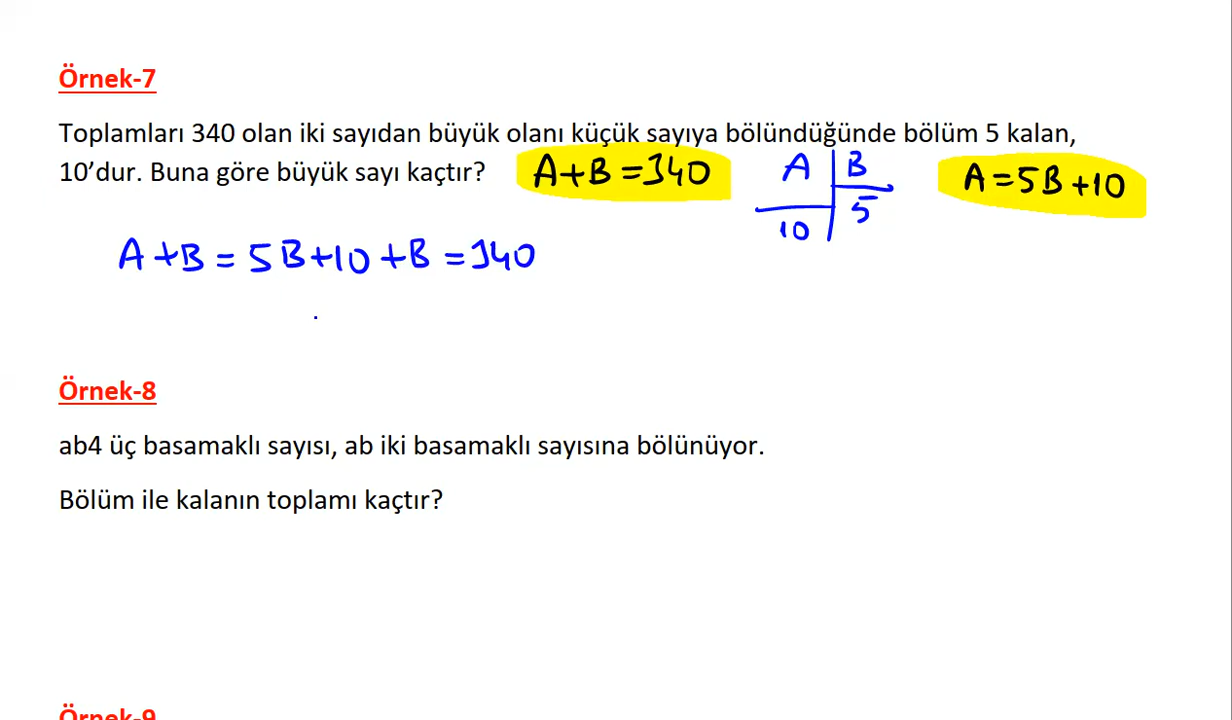 Örnek-7
Toplamları 340 olan iki sayıdan büyük olanı küçük sayıya bölündüğünde bölüm 5 kalan,
10’dur. Buna göre büyük sayı kaçtır? A+B=340
A B
10 5
A=5B+10
A+B=5B+10+B=340
Örnek-8
ab4 üç basamaklı sayısı, ab iki basamaklı sayısına bölünüyor.
Bölüm ile kalanın toplamı kaçtır?
Örnek-9